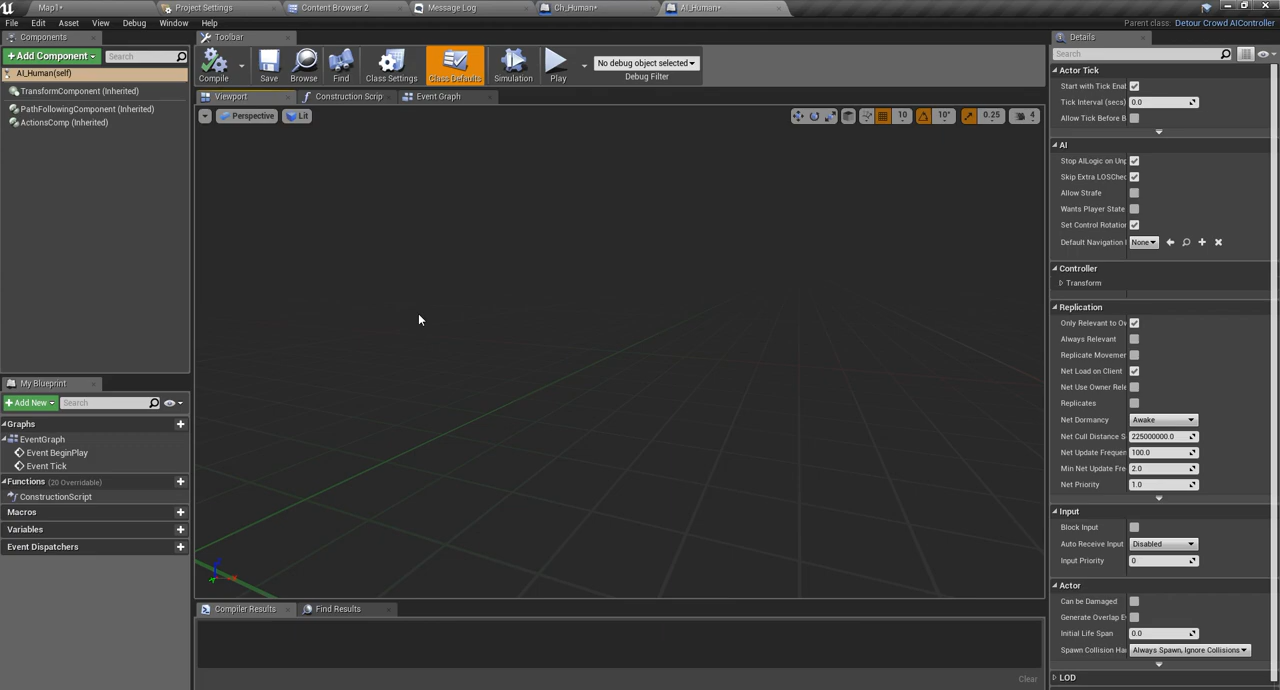 Map1*
Project Settings
Content Browser 2
Message Log
Ch_Human*
AI_Human*
File Edit Asset View Debug Window Help
Parent class: Detour Crowd AIController
Components
Toolbar
Details
+Add Component
Search
Compile
Save
Browse
Find
Class Settings
Class Defaults
Simulation
Play
No debug object selected
Debug Filter
Search
AI_Human(self)
TransformComponent (Inherited)
PathFollowingComponent (Inherited)
ActionsComp (Inherited)
Viewport
Construction Scrip
Event Graph
Perspective
Lit
10
10°
0.25
4
Actor Tick
Start with Tick Enal
Tick Interval (secs)
0.0
Allow Tick Before B
AI
Stop AILogic on Unp
Skip Extra LOSChec
Allow Strafe
Wants Player State
Set Control Rotation
Default Navigation
None
Controller
Transform
Replication
Only Relevant to Ow
Always Relevant
Replicate Movemen
Net Load on Client
Net Use Owner Rele
Replicates
Net Dormancy
Awake
Net Cull Distance S
225000000.0
Net Update Frequen
100.0
Min Net Update Fre
2.0
Net Priority
1.0
Input
Block Input
Auto Receive Input
Disabled
Input Priority
0
Actor
Can be Damaged
Generate Overlap E
Initial Life Span
0.0
Spawn Collision Ha
Always Spawn, Ignore Collisions
LOD
My Blueprint
+Add New
Search
Graphs
EventGraph
Event BeginPlay
Event Tick
Functions (20 Overridable)
ConstructionScript
Macros
Variables
Event Dispatchers
Compiler Results
Find Results
Clear